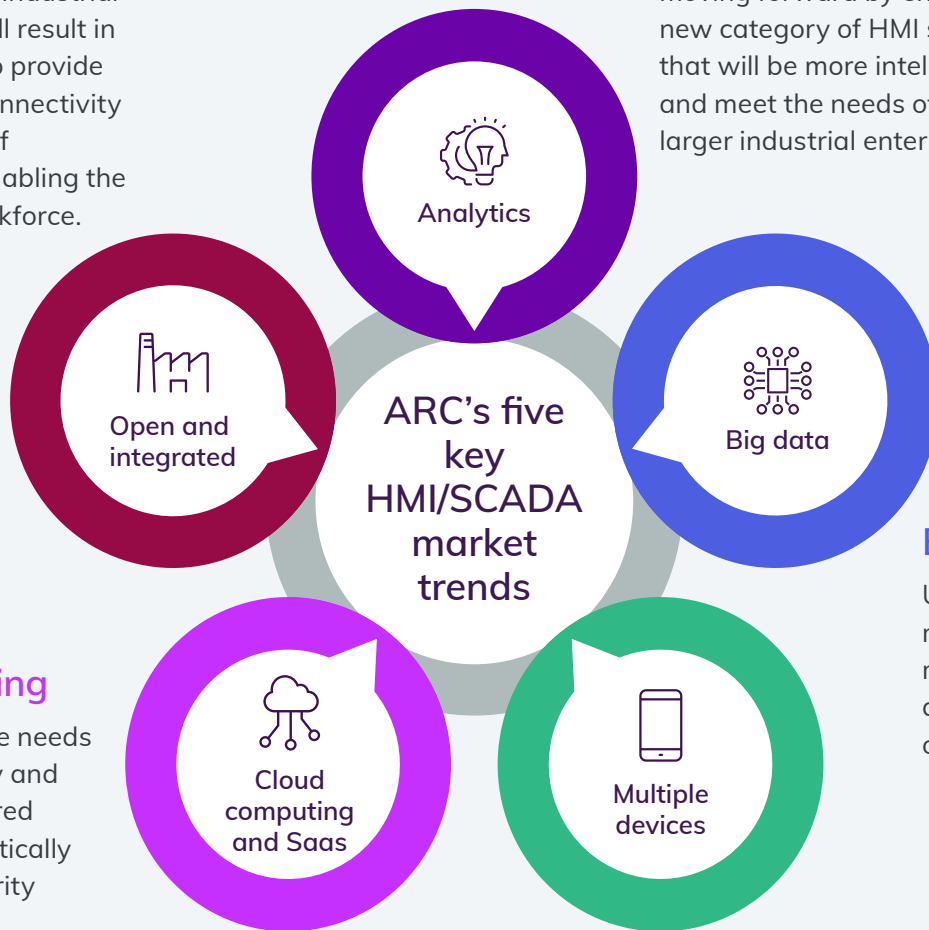 ll result in
provide
nnectivity
f
abling the
kforce.
new category of HMI
that will be more intel
and meet the needs of
larger industrial enter
Analytics
Open and
integrated
Big data
ARC's five
key
HMI/SCADA
market
trends
ing
e needs
y and
red
tically
rity
Cloud
computing
and Saas
Multiple
devices